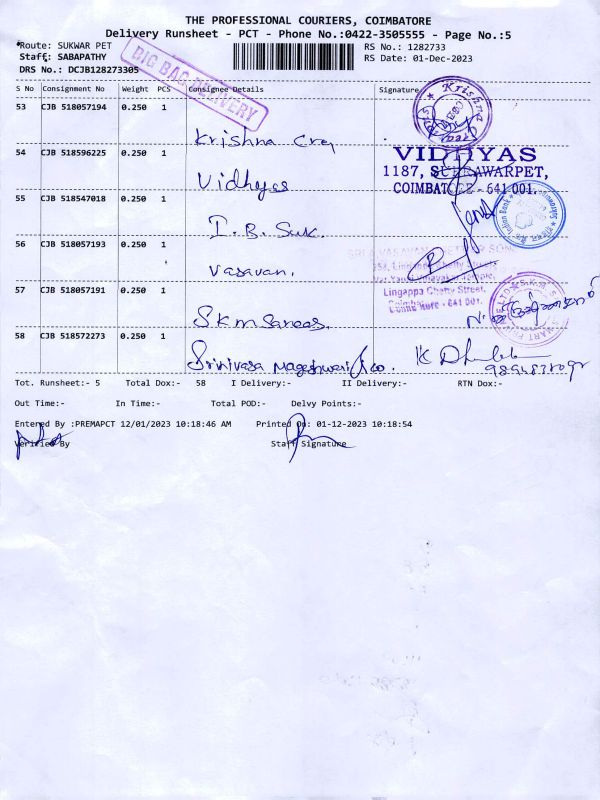 THE PROFESSIONAL COURIERS, COIMBATORE
Delivery Runsheet - PCT - Phone No.:0422-3505555 - Page No.:5
*Route: SUKWAR PET
RS No.: 1282733
Staff: SABAPATHY
RS Date: 01-Dec-2023
DRS No.: DCJB128273305
BIG BAG DELIVERY
S No Consignment No Weight PCS Consignee Details Signature
53 CJB 518057194 0.250 1
Krishna
54 CJB 518596225 0.250 1
Vidhyas
VIDHYAS
1187, SUKRAWARPET,
COIMBATORE - 641 001.
55 CJB 518547018 0.250 1
I.B. Suk.
Indian Bank
56 CJB 518057193 0.250 1
Vasavan.
Lingappa Chetty Street,
Coimbatore - 641 001.
57 CJB 518057191 0.250 1
SKM Sarees.
58 CJB 518572273 0.250 1
Srinivasa Mageshwari & co.
Tot. Runsheet:- 5 Total Dox:- 58 I Delivery:- II Delivery:- RTN Dox:-
Out Time:- In Time:- Total POD:- Delvy Points:-
Entered By :PREMAPCT 12/01/2023 10:18:46 AM Printed On: 01-12-2023 10:18:54
Verified By Staff Signature